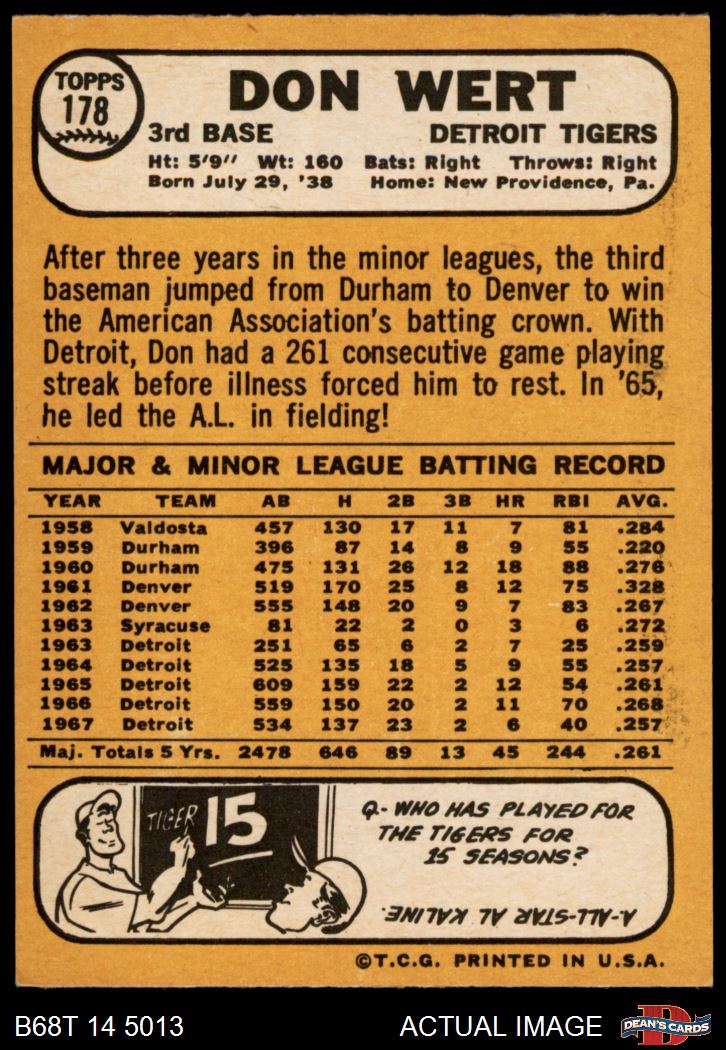 TOPPS
178
DON WERT
3rd BASE DETROIT TIGERS
Ht: 5'9'' Wt: 160 Bats: Right Throws: Right
Born July 29, '38 Home: New Providence, Pa.
After three years in the minor leagues, the third
baseman jumped from Durham to Denver to win
the American Association's batting crown. With
Detroit, Don had a 261 consecutive game playing
streak before illness forced him to rest. In '65,
he led the A.L. in fielding!
MAJOR & MINOR LEAGUE BATTING RECORD
YEAR TEAM AB H 2B 3B HR RBI AVG.
1958 Valdosta 457 130 17 11 7 81 .284
1959 Durham 396 87 14 8 9 55 .220
1960 Durham 475 131 26 12 18 88 .276
1961 Denver 519 170 25 8 12 75 .328
1962 Denver 555 148 20 9 7 83 .267
1963 Syracuse 81 22 2 0 3 6 .272
1963 Detroit 251 65 6 2 7 25 .259
1964 Detroit 525 135 18 5 9 55 .257
1965 Detroit 609 159 22 2 12 54 .261
1966 Detroit 559 150 20 2 11 70 .268
1967 Detroit 534 137 23 2 6 40 .257
Maj. Totals 5 Yrs. 2478 646 89 13 45 244 .261
TIGER 15
Q- WHO HAS PLAYED FOR
THE TIGERS FOR
15 SEASONS?
A-ALL-STAR AL KALINE.
©T.C.G. PRINTED IN U.S.A.
B68T 14 5013 ACTUAL IMAGE
D
DEAN'S CARDS